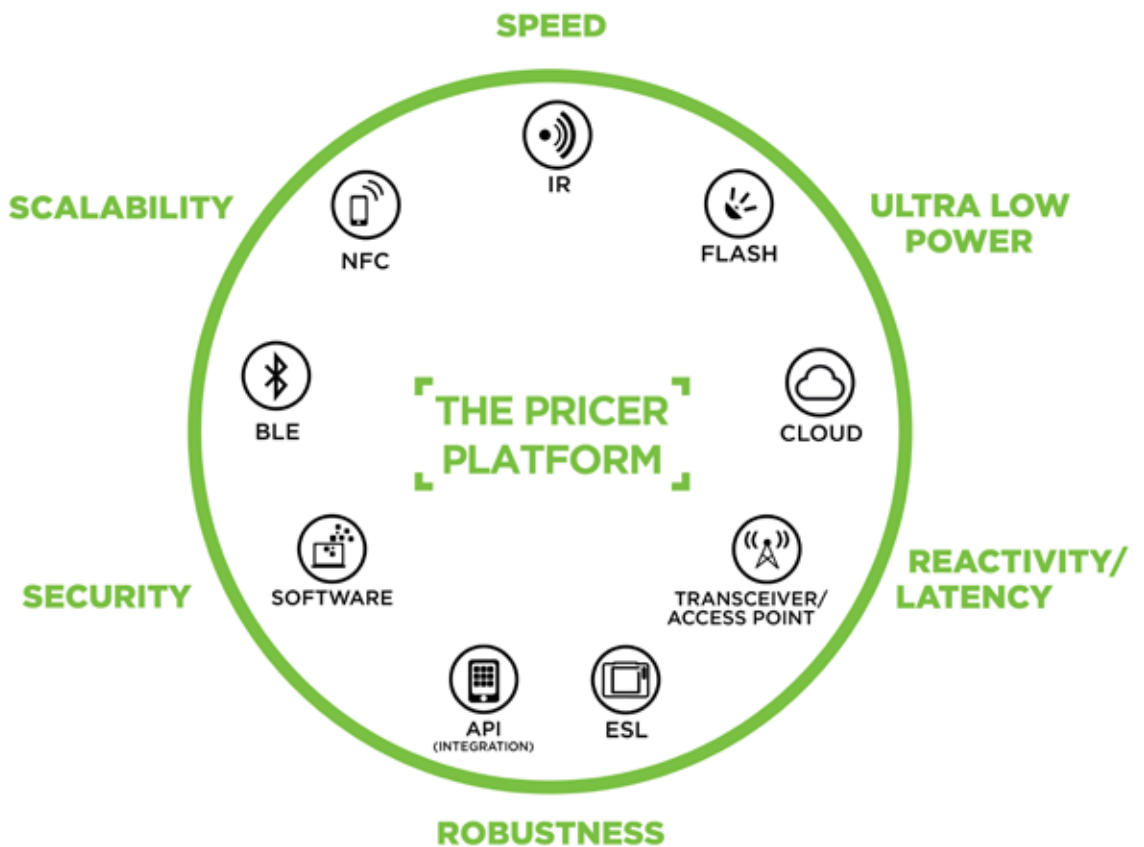 SPEED
IR
SCALABILITY
NFC
FLASH
ULTRA LOW
POWER
BLE
THE PRICER
PLATFORM
CLOUD
SECURITY
SOFTWARE
TRANSCEIVER/
ACCESS POINT
REACTIVITY/
LATENCY
API
(INTEGRATION)
ESL
ROBUSTNESS